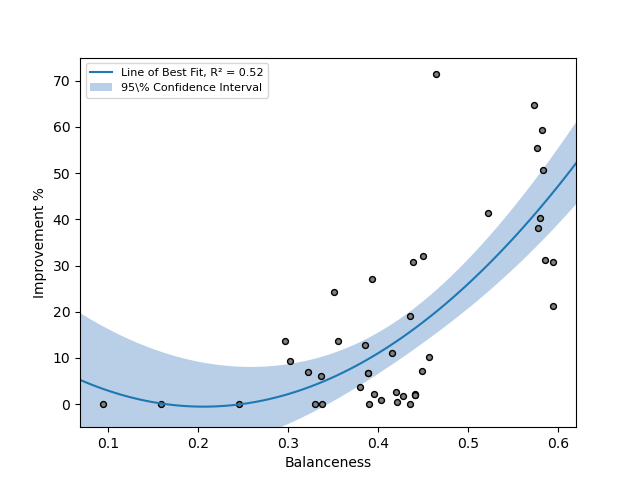 Line of Best Fit, R² = 0.52
95\% Confidence Interval
70
60
50
40
30
20
10
0
Improvement %
0.1 0.2 0.3 0.4 0.5 0.6
Balanceness